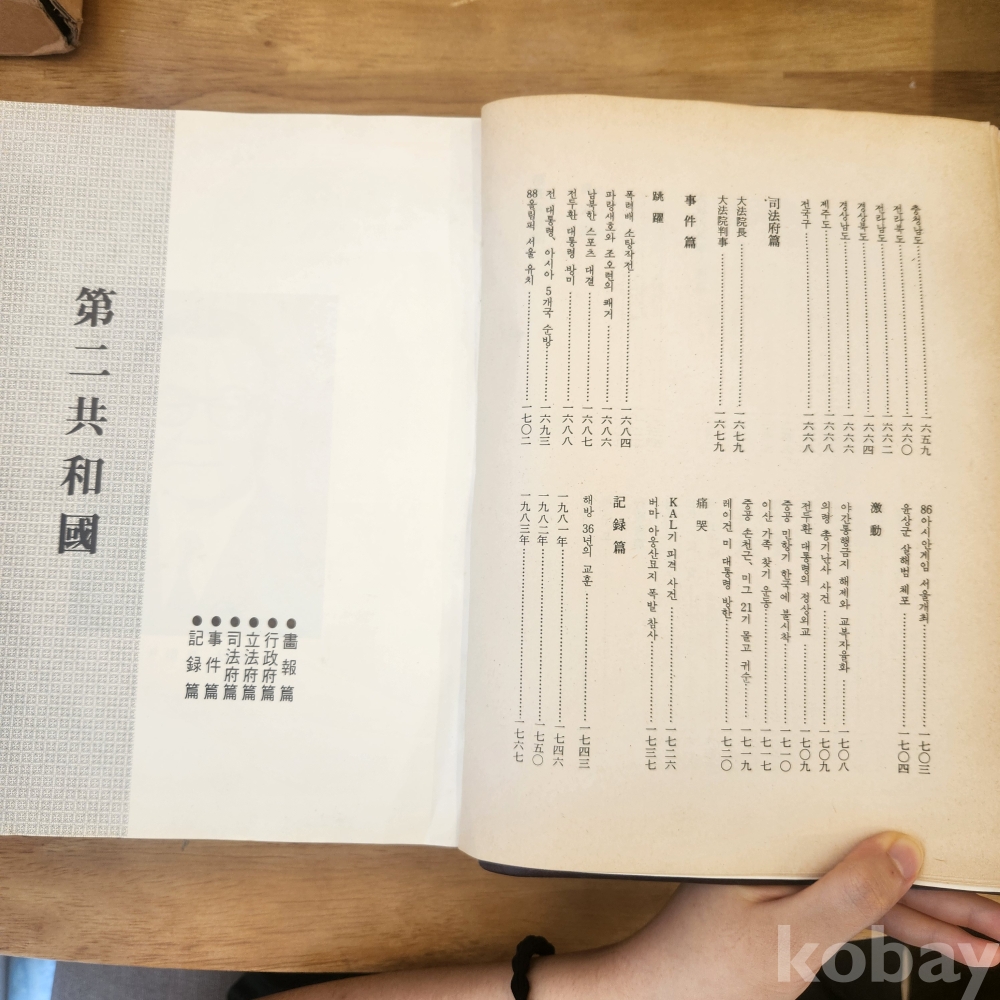 충청남도…一六五九
전라북도…一六六〇
전라남도…一六六二
경상북도…一六六四
경상남도…一六六六
제주도…一六六八
전국구…一六六八
司法府篇
大法院長…一六七九
大法院判事…一六七九
事件篇
跳躍
폭력배 소탕작전…一六八四
파랑새호와 조오련의 쾌거…一六八六
남북한 스포츠 대결…一六八七
전두환 대통령 방미…一六八八
전 대통령, 아시아 5개국 순방…一六九三
88올림픽 서울 유치…一七〇二
86아시안게임 서울개최…一七〇三
윤상군 살해범 체포…一七〇四
激動
야간통행금지 해제와 교복자율화…一七〇八
의령 총기난사 사건…一七〇九
전두환 대통령의 정상외교…一七〇九
중공 민항기 한국에 불시착…一七一〇
이산 가족 찾기 운동…一七一七
중공 손천근, 미그 21기 몰고 귀순…一七一九
레이건 미 대통령 방한…一七二〇
痛哭
KAL기 피격 사건…一七二六
버마 아웅산묘지 폭발 참사…一七三七
記録篇
해방 36년의 교훈…一七四三
一九八一年…一七四六
一九八二年…一七五〇
一九八三年…一七六七
●畵報篇
●行政府篇
●立法府篇
●司法府篇
●事件篇
●記録篇
第二共和國
kobay